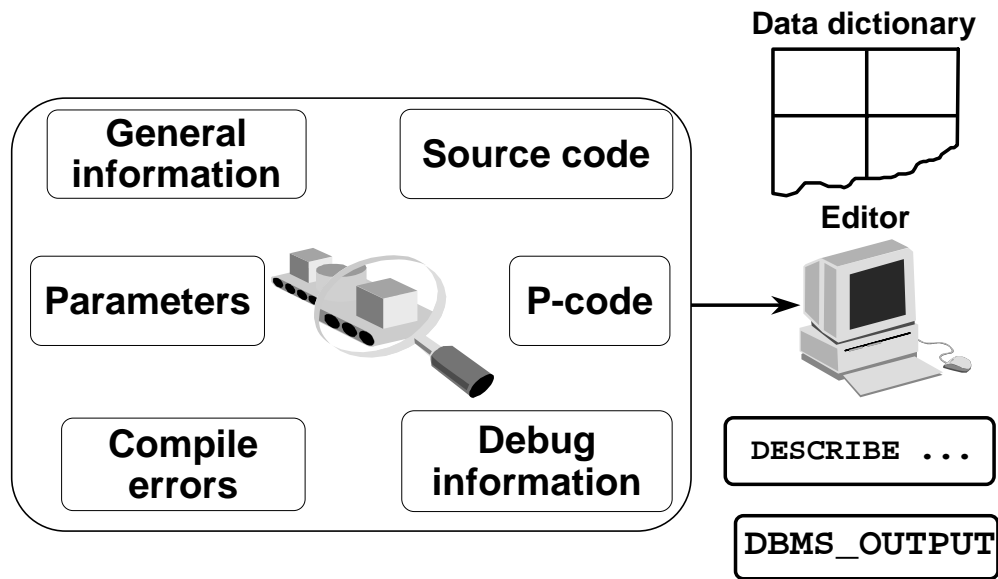 Data dictionary
General
information
Source code
Editor
Parameters
P-code
Compile
errors
Debug
information
DESCRIBE ...
DBMS_OUTPUT